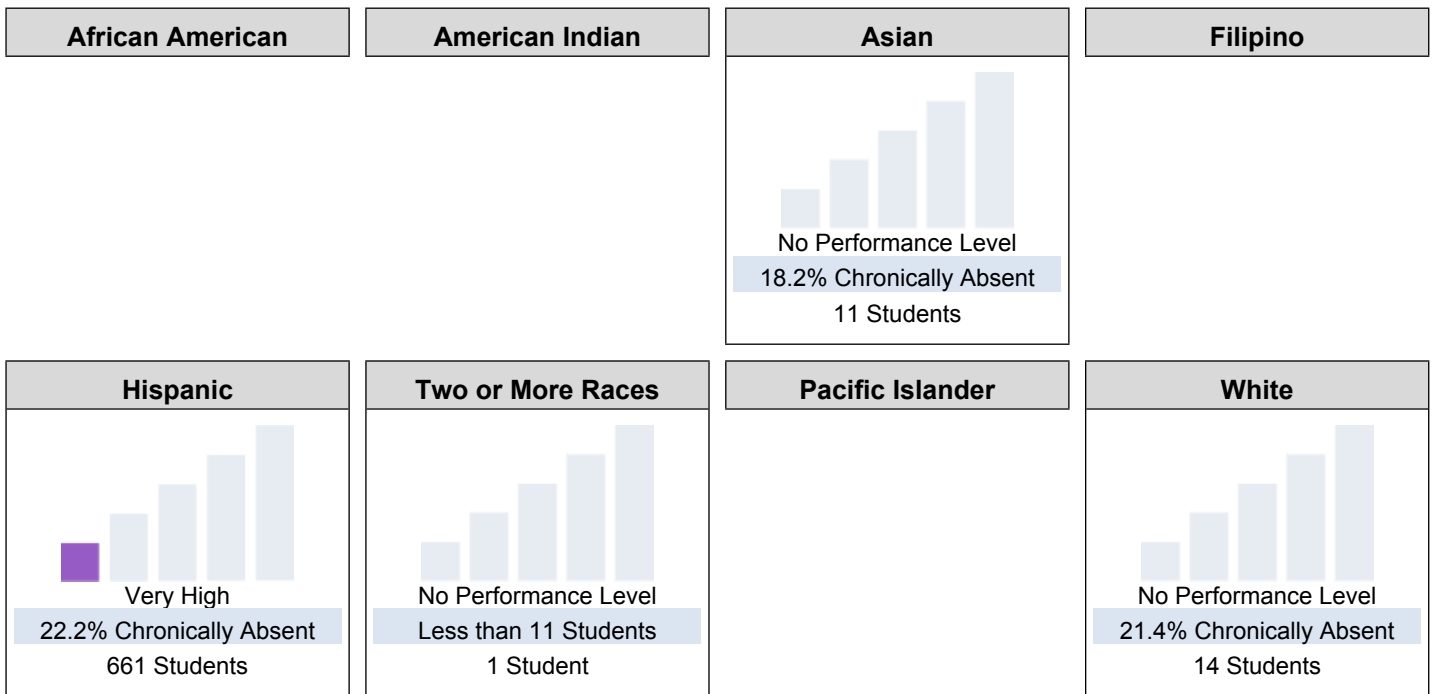 African American
American Indian
Asian
Filipino
No Performance Level
18.2% Chronically Absent
11 Students
Hispanic
Two or More Races
Pacific Islander
White
Very High
22.2% Chronically Absent
661 Students
No Performance Level
Less than 11 Students
1 Student
No Performance Level
21.4% Chronically Absent
14 Students